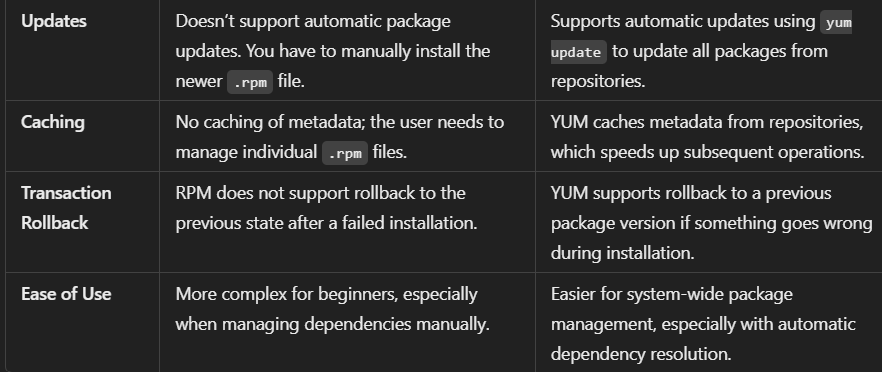 Updates
Doesn’t support automatic package
updates. You have to manually install the
newer .rpm file.
Supports automatic updates using yum
update to update all packages from
repositories.
Caching
No caching of metadata; the user needs to
manage individual .rpm files.
YUM caches metadata from repositories,
which speeds up subsequent operations.
Transaction
Rollback
RPM does not support rollback to the
previous state after a failed installation.
YUM supports rollback to a previous
package version if something goes wrong
during installation.
Ease of Use
More complex for beginners, especially
when managing dependencies manually.
Easier for system-wide package
management, especially with automatic
dependency resolution.